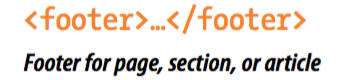 <footer>…</footer>
Footer for page, section, or article